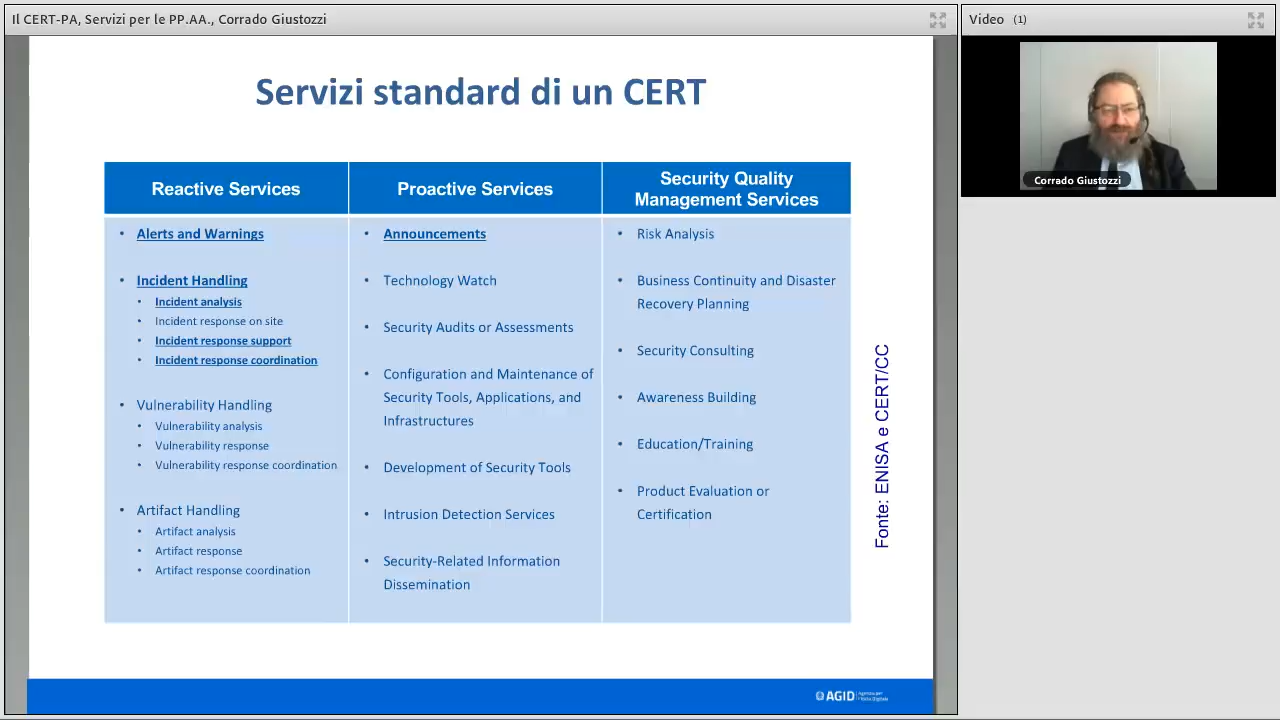 Il CERT-PA, Servizi per le PP.AA., Corrado Giustozzi
Video (1)
Corrado Giustozzi
Servizi standard di un CERT
Reactive Services
Alerts and Warnings
Incident Handling
Incident analysis
Incident response on site
Incident response support
Incident response coordination
Vulnerability Handling
Vulnerability analysis
Vulnerability response
Vulnerability response coordination
Artifact Handling
Artifact analysis
Artifact response
Artifact response coordination
Proactive Services
Announcements
Technology Watch
Security Audits or Assessments
Configuration and Maintenance of
Security Tools, Applications, and
Infrastructures
Development of Security Tools
Intrusion Detection Services
Security-Related Information
Dissemination
Security Quality
Management Services
Risk Analysis
Business Continuity and Disaster
Recovery Planning
Security Consulting
Awareness Building
Education/Training
Product Evaluation or
Certification
Fonte: ENISA e CERT/CC
AGID
Agenzia per
l'Italia Digitale